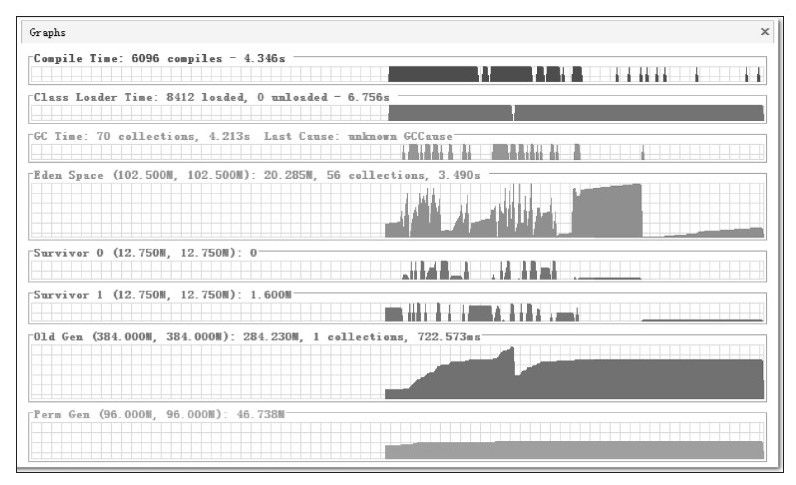 Graphs
Compile Time: 6096 compiles - 4.346s
Class Loader Time: 8412 loaded, 0 unloaded - 6.756s
GC Time: 70 collections, 4.213s Last Cause: unknown GCCause
Eden Space (102.500M, 102.500M): 20.285M, 56 collections, 3.490s
Survivor 0 (12.750M, 12.750M): 0
Survivor 1 (12.750M, 12.750M): 1.600M
Old Gen (384.000M, 384.000M): 284.230M, 1 collections, 722.573ms
Perm Gen (96.000M, 96.000M): 46.738M